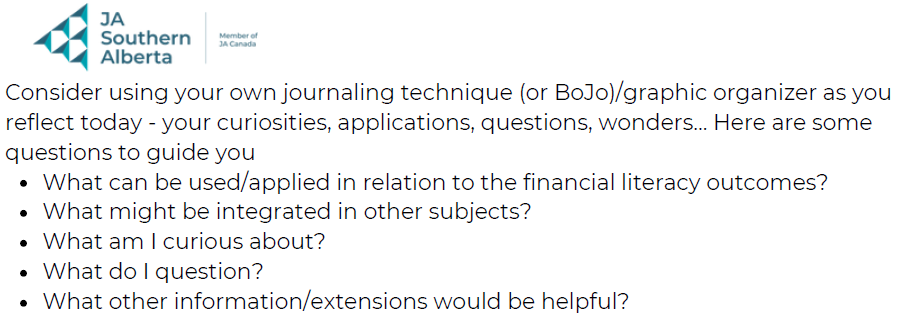 JA
Southern
Alberta
Member of
JA Canada
Consider using your own journaling technique (or BoJo)/graphic organizer as you
reflect today - your curiosities, applications, questions, wonders... Here are some
questions to guide you
• What can be used/applied in relation to the financial literacy outcomes?
• What might be integrated in other subjects?
• What am I curious about?
• What do I question?
• What other information/extensions would be helpful?